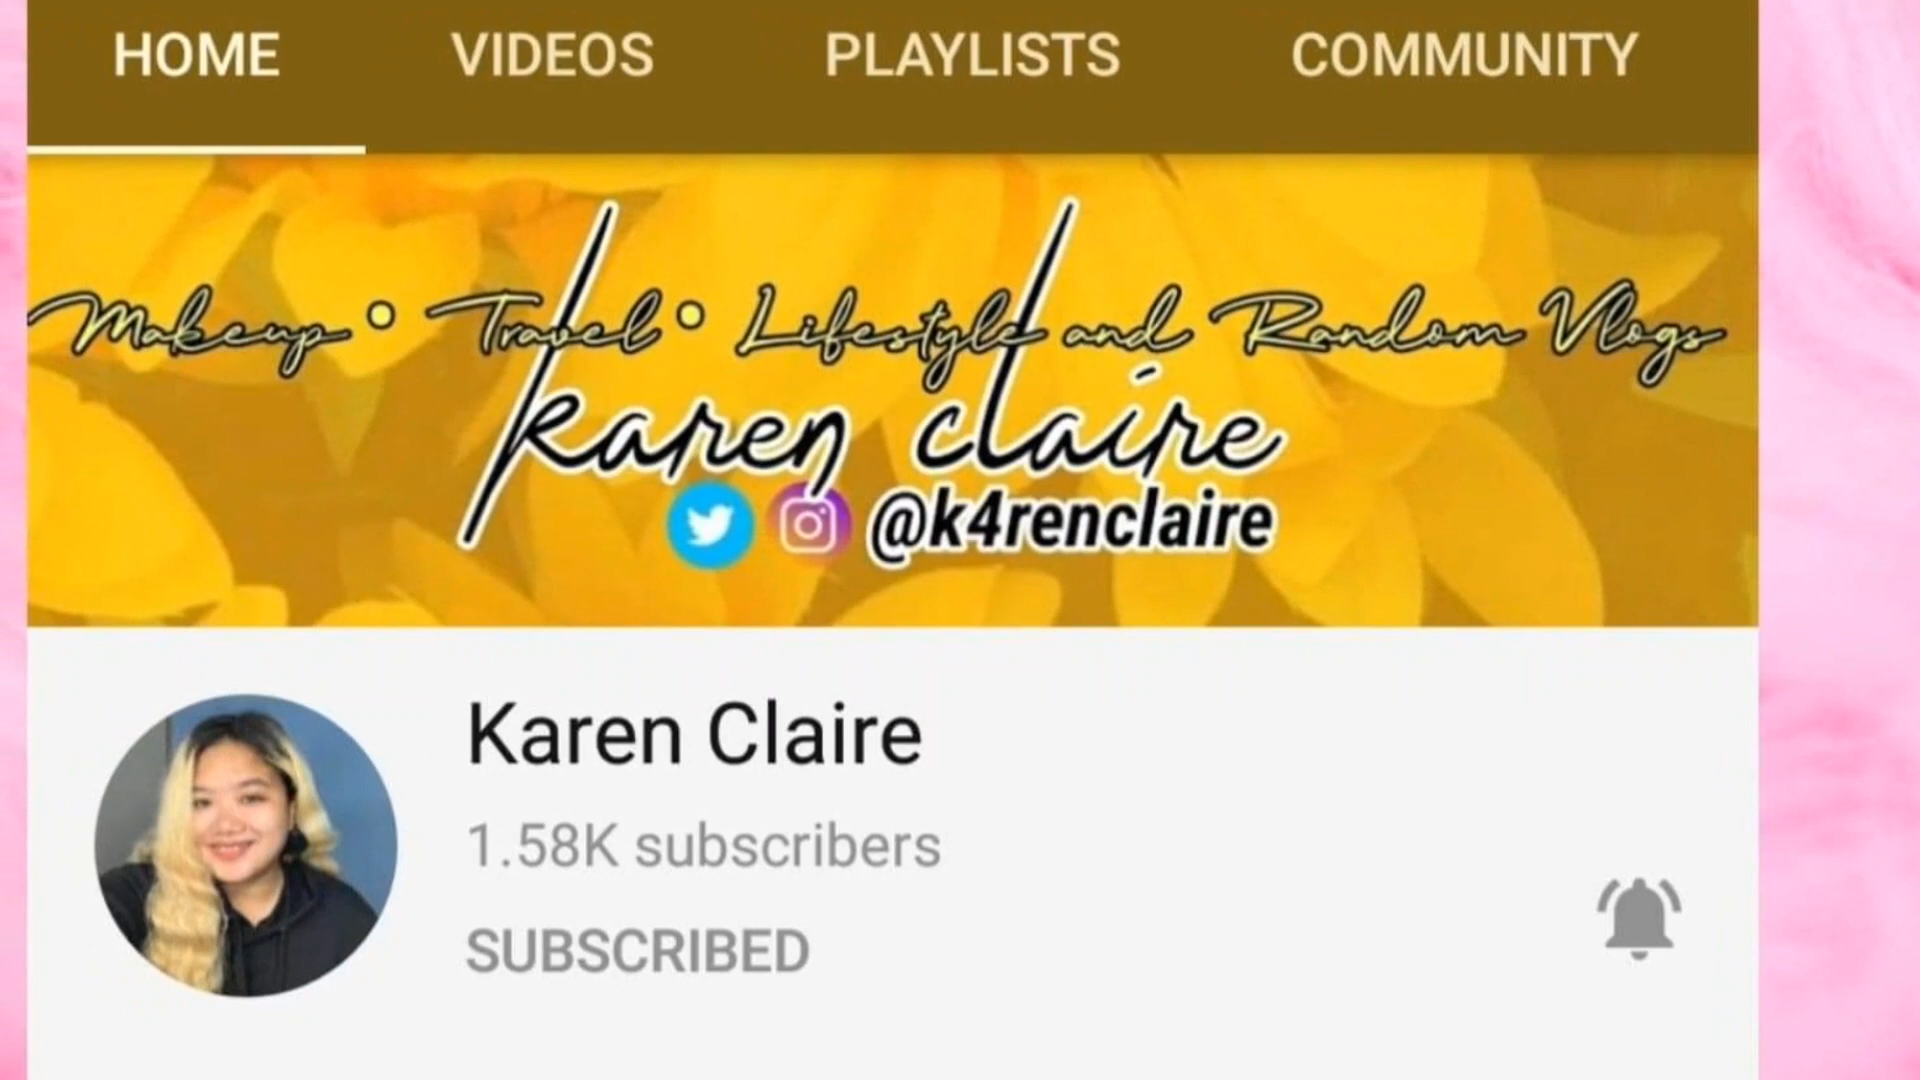 HOME VIDEOS PLAYLISTS COMMUNITY
Makeup • Travel • Lifestyle and Random Vlogs
karen claire
@k4renclaire
Karen Claire
1.58K subscribers
SUBSCRIBED